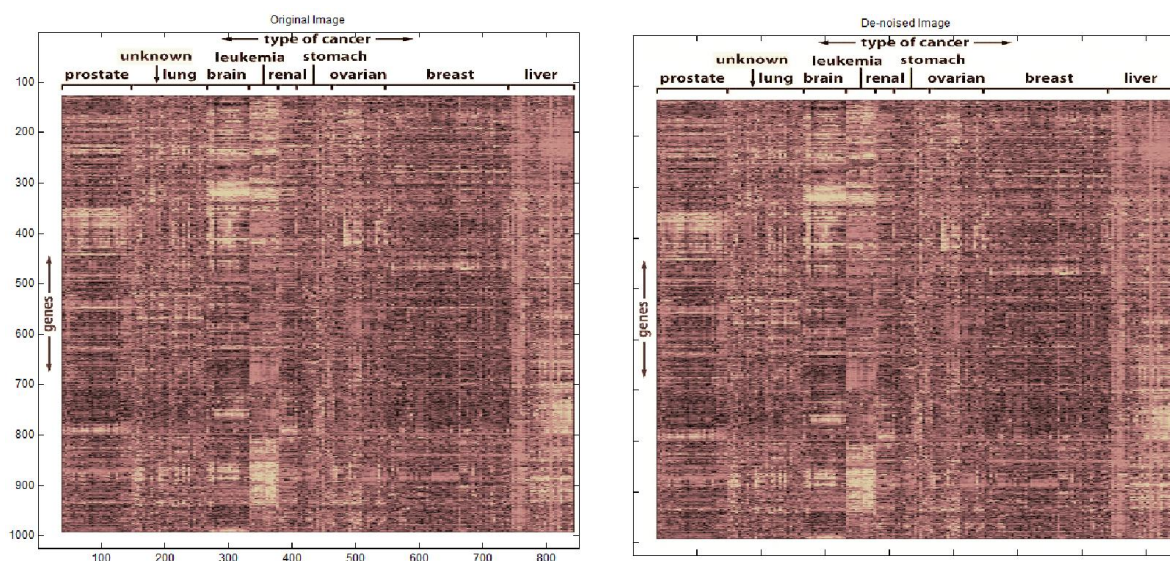 Original Image
type of cancer
unknown leukemia stomach
prostate lung brain renal ovarian breast liver
genes
100
200
300
400
500
600
700
800
900
1000
100 200 300 400 500 600 700 800
De-noised Image
type of cancer
unknown leukemia stomach
prostate lung brain renal ovarian breast liver
genes